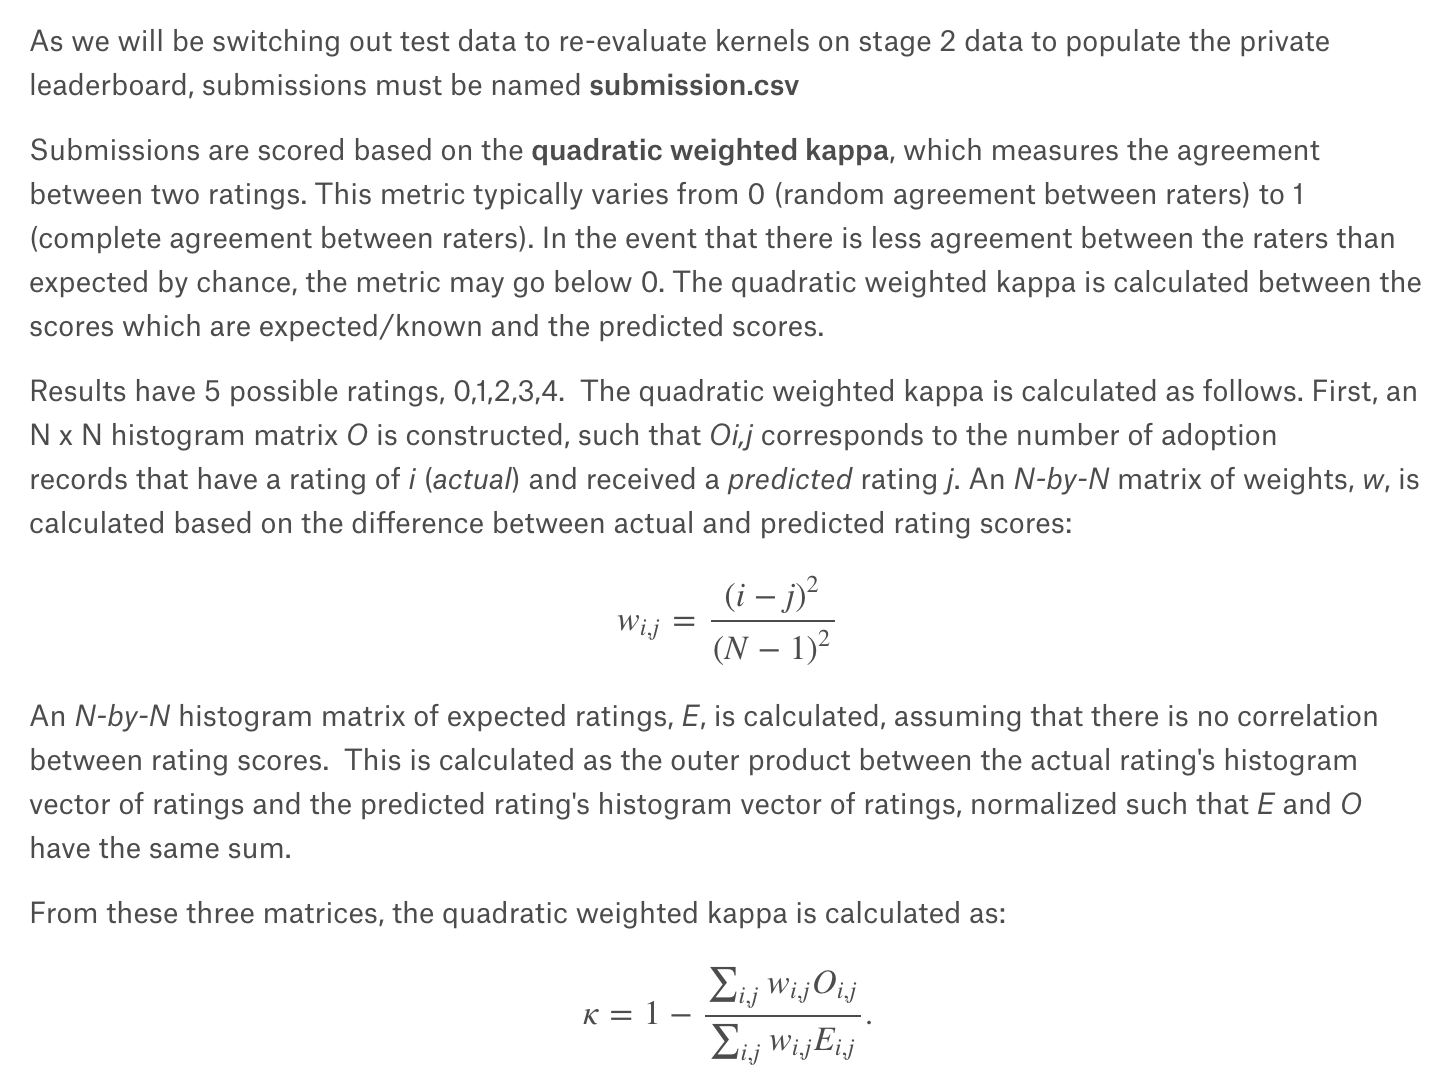 As we will be switching out test data to re-evaluate kernels on stage 2 data to populate the private
leaderboard, submissions must be named submission.csv
Submissions are scored based on the quadratic weighted kappa, which measures the agreement
between two ratings. This metric typically varies from 0 (random agreement between raters) to 1
(complete agreement between raters). In the event that there is less agreement between the raters than
expected by chance, the metric may go below 0. The quadratic weighted kappa is calculated between the
scores which are expected/known and the predicted scores.
Results have 5 possible ratings, 0,1,2,3,4.  The quadratic weighted kappa is calculated as follows. First, an
N x N histogram matrix O is constructed, such that Oi,j corresponds to the number of adoption
records that have a rating of i (actual) and received a predicted rating j. An N-by-N matrix of weights, w, is
calculated based on the difference between actual and predicted rating scores:
w_{i,j} = \frac{(i − j)^2}{(N − 1)^2}
An N-by-N histogram matrix of expected ratings, E, is calculated, assuming that there is no correlation
between rating scores.  This is calculated as the outer product between the actual rating's histogram
vector of ratings and the predicted rating's histogram vector of ratings, normalized such that E and O
have the same sum.
From these three matrices, the quadratic weighted kappa is calculated as:
κ = 1 − \frac{∑_{i,j} w_{i,j} O_{i,j}}{∑_{i,j} w_{i,j} E_{i,j}}.